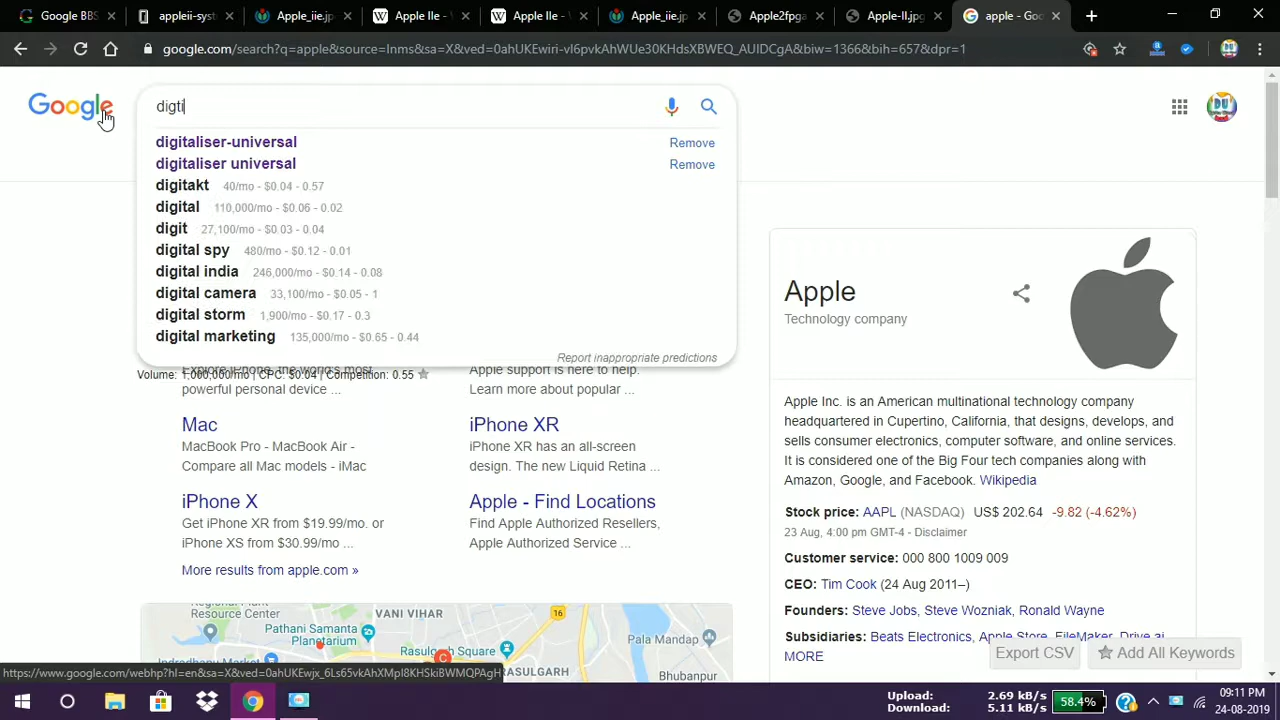 Google BBS
appleii-syst
Apple_iie.jp
Apple IIe - W
Apple IIe - W
Apple_iie.jp
Apple2fpga
Apple-II.jpg
apple - Goo
google.com/search?q=apple&source=lnms&sa=X&ved=0ahUKEwiri-vl6pvkAhWUe30KHdsXBWEQ_AUIDCgA&biw=1366&bih=657&dpr=1
Google
digti
DU
digitaliser-universal Remove
digitaliser universal Remove
digitakt 40/mo - $0.04 - 0.57
digital 110,000/mo - $0.06 - 0.02
digit 27,100/mo - $0.03 - 0.04
digital spy 480/mo - $0.12 - 0.01
digital india 246,000/mo - $0.14 - 0.08
digital camera 33,100/mo - $0.05 - 1
digital storm 1,900/mo - $0.17 - 0.3
digital marketing 135,000/mo - $0.65 - 0.44
Report inappropriate predictions
Explore iPhone, the world's most
Volume: 1,000,000/mo | CPC: $0.04 | Competition: 0.55
powerful personal device ...
Apple support is here to help.
Learn more about popular ...
Mac
MacBook Pro - MacBook Air -
Compare all Mac models - iMac
iPhone XR
iPhone XR has an all-screen
design. The new Liquid Retina ...
iPhone X
Get iPhone XR from $19.99/mo. or
iPhone XS from $30.99/mo ...
Apple - Find Locations
Find Apple Authorized Resellers,
Apple Authorized Service ...
More results from apple.com »
Regional Plant
Resource Center
VANI VIHAR
16
Pathani Samanta
Planetarium
Rasulgarh Square
Pala Mandap
RASULGARH
Bhubanpur
Apple
Technology company
Apple Inc. is an American multinational technology company
headquartered in Cupertino, California, that designs, develops, and
sells consumer electronics, computer software, and online services.
It is considered one of the Big Four tech companies along with
Amazon, Google, and Facebook. Wikipedia
Stock price: AAPL (NASDAQ) US$ 202.64 -9.82 (-4.62%)
23 Aug, 4:00 pm GMT-4 - Disclaimer
Customer service: 000 800 1009 009
CEO: Tim Cook (24 Aug 2011–)
Founders: Steve Jobs, Steve Wozniak, Ronald Wayne
Subsidiaries: Beats Electronics, Apple Store, FileMaker, Drive.ai,
MORE
Export CSV
Add All Keywords
https://www.google.com/webhp?hl=en&sa=X&ved=0ahUKEwjx_6Ls65vkAhXMpI8KHSkiBWMQPAgH
Upload: 2.69 kB/s
Download: 5.11 kB/s
58.4%
09:11 PM
24-08-2019